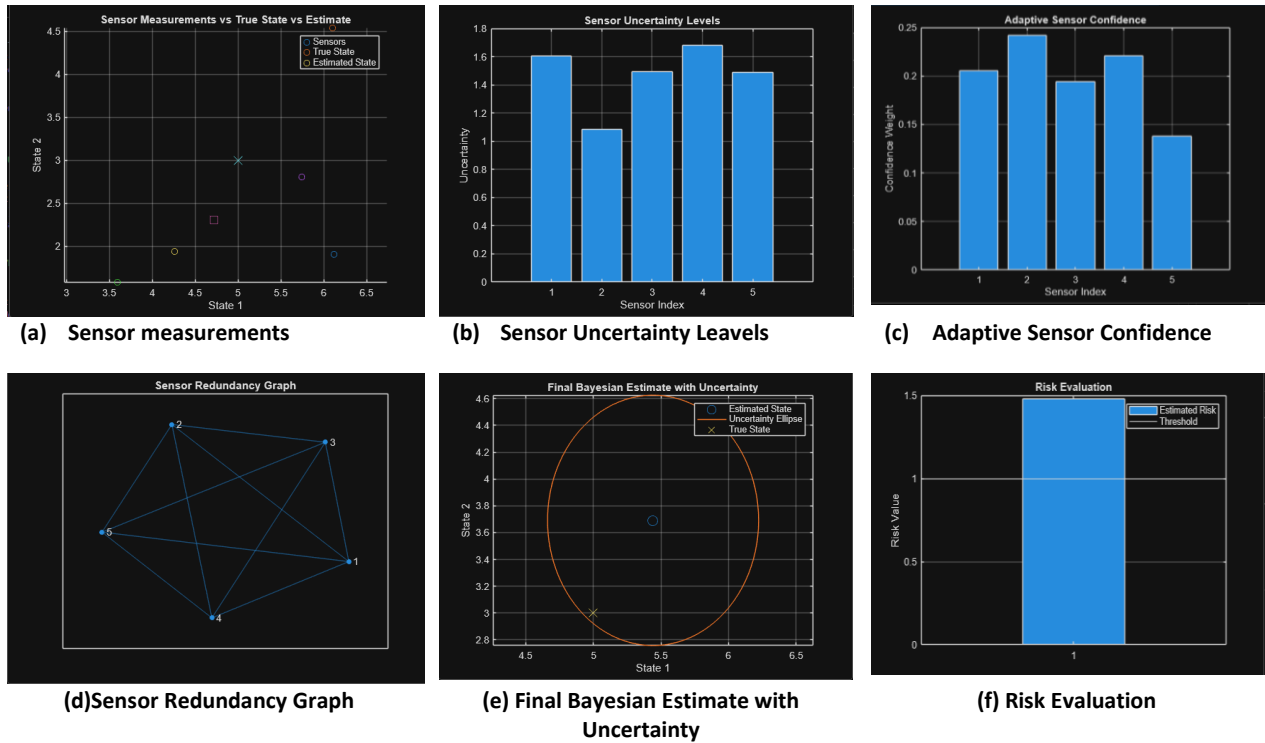 Sensor Measurements vs True State vs Estimate
Sensors
True State
Estimated State
4.5
4
3.5
3
2.5
2
State 2
3 3.5 4 4.5 5 5.5 6 6.5
State 1
(a) Sensor measurements
Sensor Uncertainty Levels
1.8
1.6
1.4
1.2
1
0.8
0.6
0.4
0.2
0
Uncertainty
1 2 3 4 5
Sensor Index
(b) Sensor Uncertainty Leavels
Adaptive Sensor Confidence
0.25
0.2
0.15
0.1
0.05
0
Confidence Weight
1 2 3 4 5
Sensor Index
(c) Adaptive Sensor Confidence
Sensor Redundancy Graph
2
3
5
1
4
(d)Sensor Redundancy Graph
Final Bayesian Estimate with Uncertainty
Estimated State
Uncertainty Ellipse
True State
4.6
4.4
4.2
4
3.8
3.6
3.4
3.2
3
2.8
State 2
4.5 5 5.5 6 6.5
State 1
(e) Final Bayesian Estimate with
Uncertainty
Risk Evaluation
Estimated Risk
Threshold
1.5
1
0.5
0
Risk Value
1
(f) Risk Evaluation